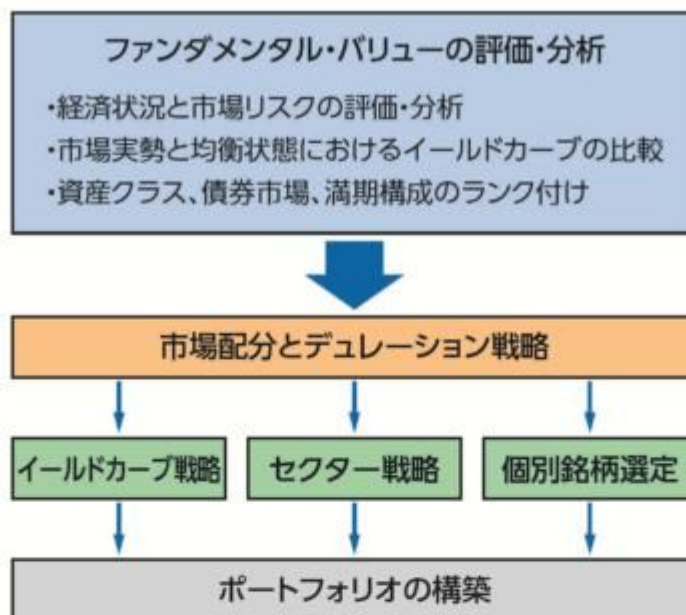 ファンダメンタル・バリューの評価・分析
・経済状況と市場リスクの評価・分析
・市場実勢と均衡状態におけるイールドカーブの比較
・資産クラス、債券市場、満期構成のランク付け
市場配分とデュレーション戦略
イールドカーブ戦略
セクター戦略
個別銘柄選定
ポートフォリオの構築